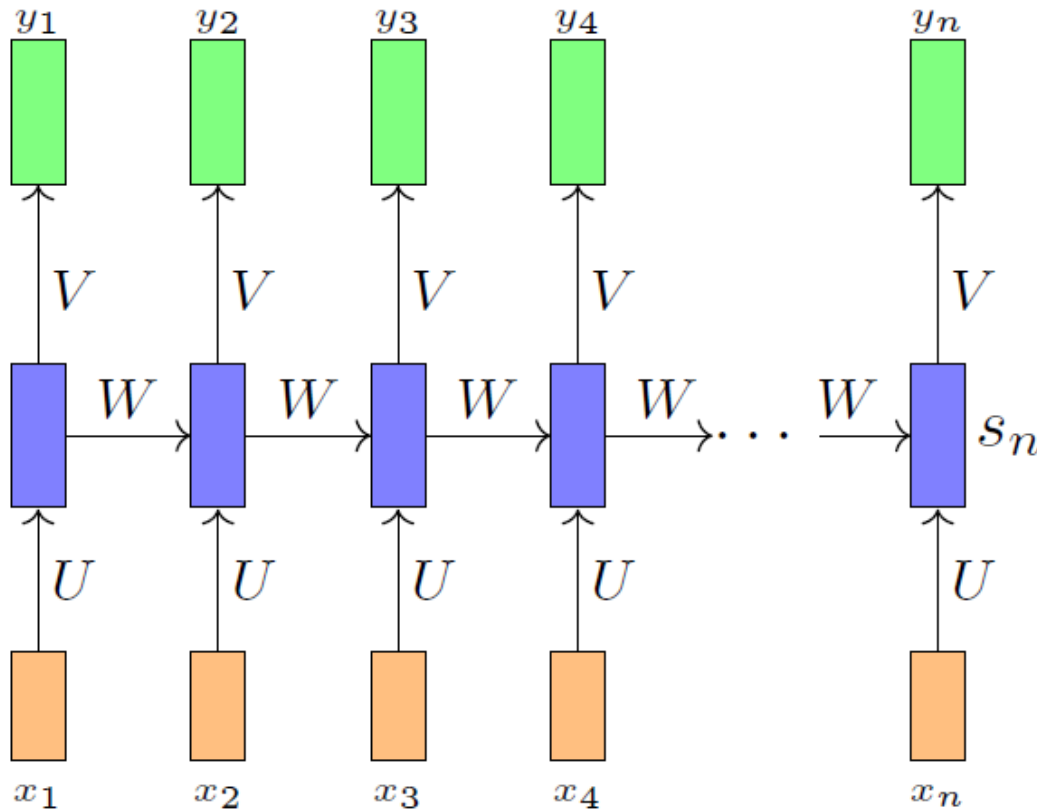 y₁ y₂ y₃ y₄ yₙ
V V V V V
W W W W W
· · · sₙ
U U U U U
x₁ x₂ x₃ x₄ xₙ